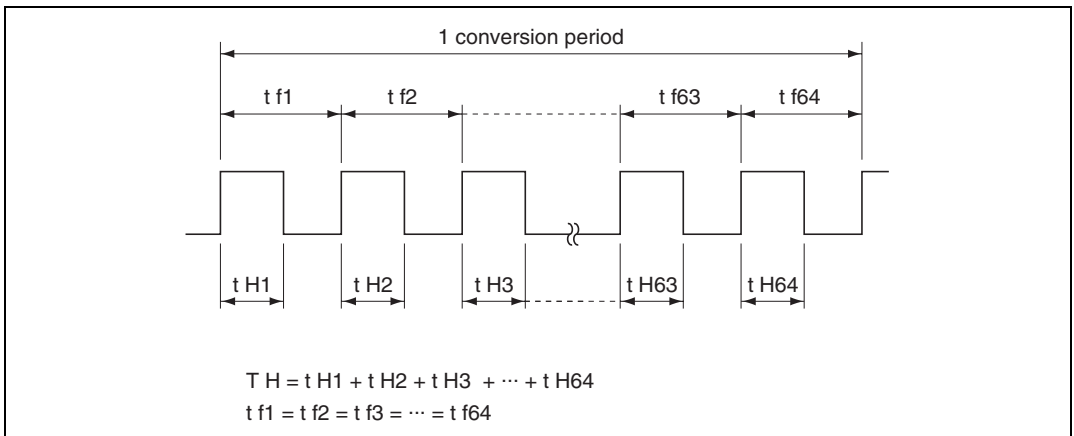 1 conversion period
t f1 t f2 t f63 t f64
t H1 t H2 t H3 t H63 t H64
T H = t H1 + t H2 + t H3 + ··· + t H64
t f1 = t f2 = t f3 = ··· = t f64